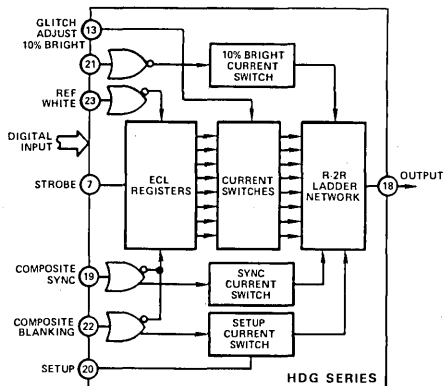 GLITCH
ADJUST
10% BRIGHT
13
21
10% BRIGHT
CURRENT
SWITCH
REF
WHITE
23
DIGITAL
INPUT
STROBE
7
ECL
REGISTERS
CURRENT
SWITCHES
R-2R
LADDER
NETWORK
18
OUTPUT
COMPOSITE
SYNC
19
SYNC
CURRENT
SWITCH
COMPOSITE
BLANKING
22
SETUP
CURRENT
SWITCH
SETUP
20
HDG SERIES